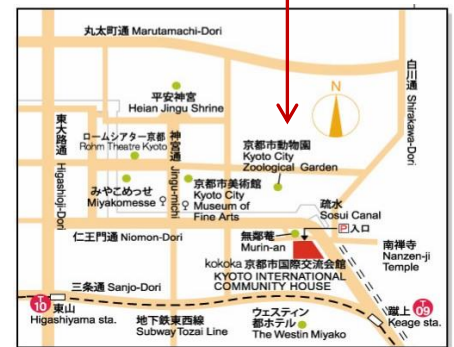 丸太町通 Marutamachi-Dori
白川通 Shirakawa-Dori
N
平安神宮
Heian Jingu Shrine
東大路通 Higashioji-Dori
ロームシアター京都
Rohm Theatre Kyoto
神宮通 Jingu-michi
京都市動物園
Kyoto City
Zoological Garden
みやこめっせ
Miyakomesse
京都市美術館
Kyoto City
Museum of
Fine Arts
疏水
Sosui Canal
P入口
仁王門通 Niomon-Dori
無鄰菴
Murin-an
南禅寺
Nanzen-ji
Temple
kokoka 京都市国際交流会館
KYOTO INTERNATIONAL
COMMUNITY HOUSE
三条通 Sanjo-Dori
T
10
東山
Higashiyama sta.
地下鉄東西線
Subway Tozai Line
ウェスティン
都ホテル
The Westin Miyako
T
09
蹴上
Keage sta.